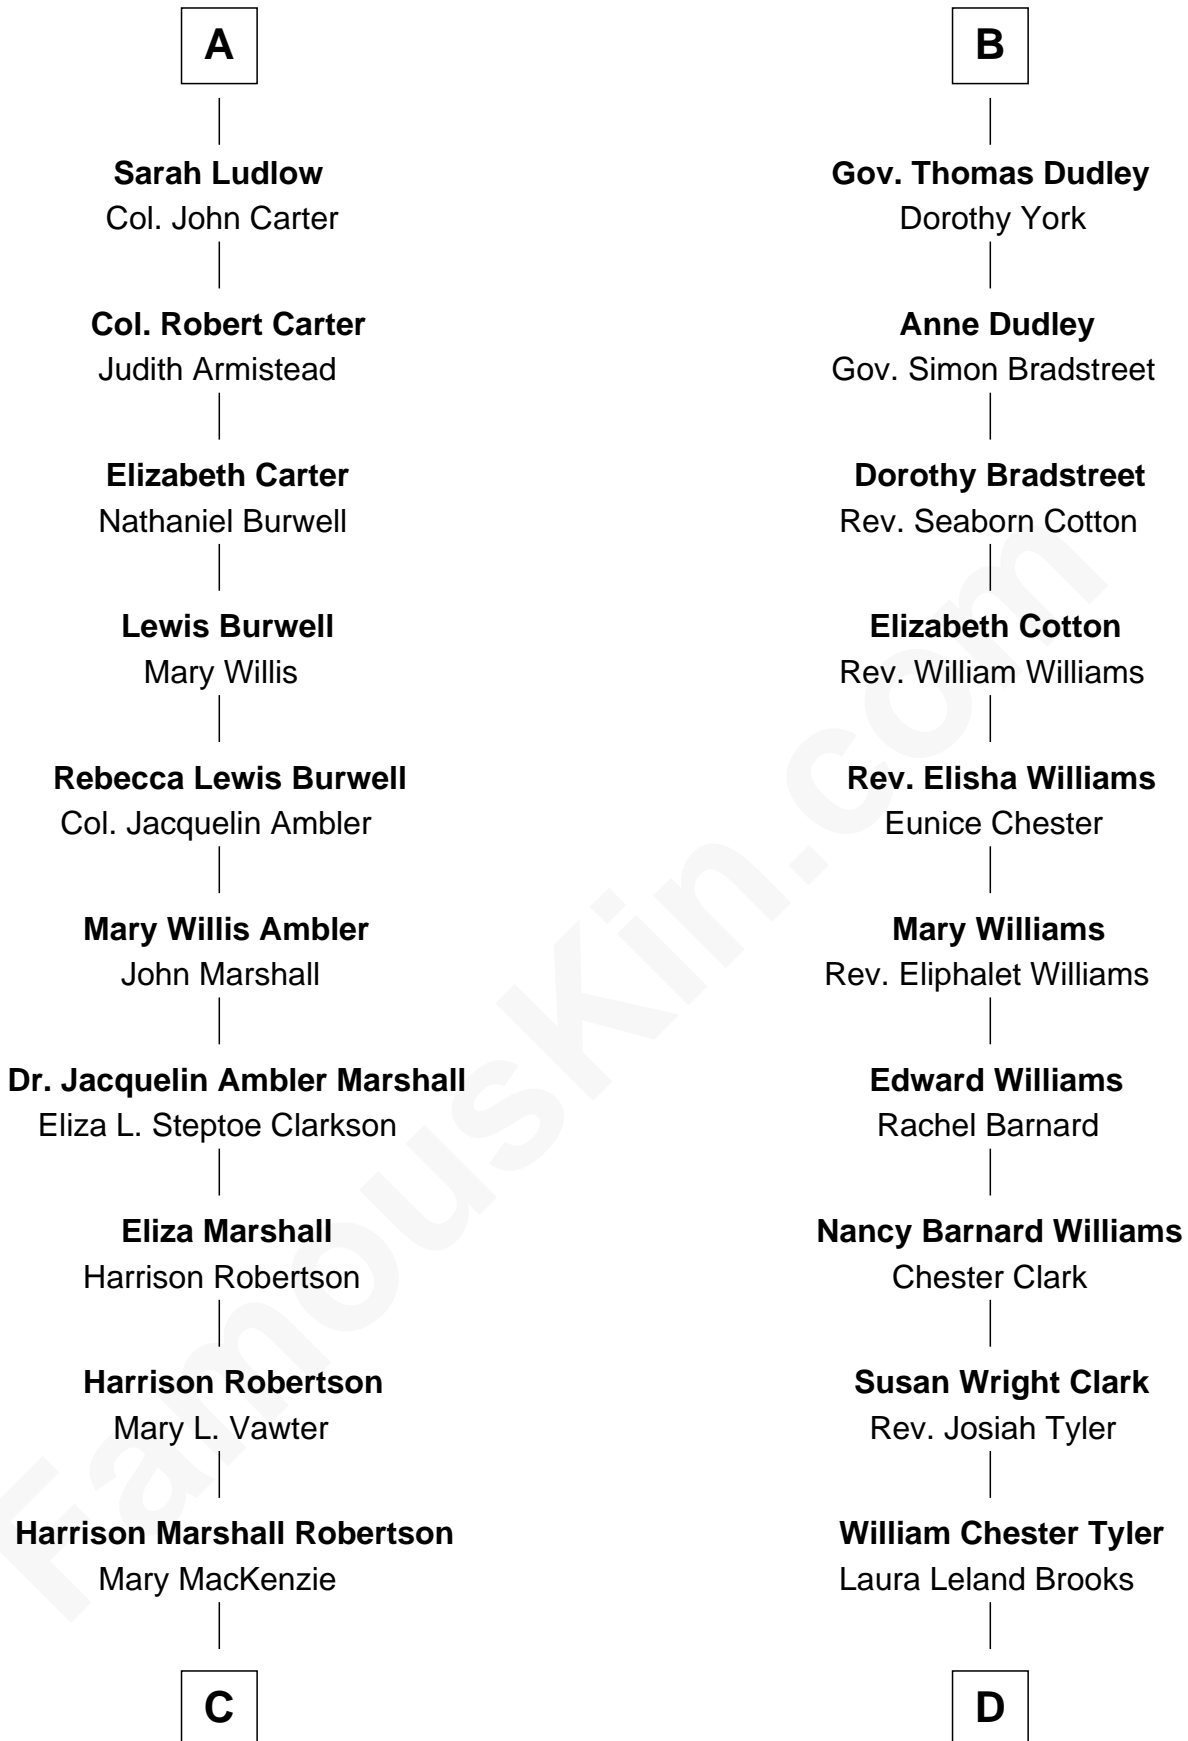 A
Sarah Ludlow
Col. John Carter
Col. Robert Carter
Judith Armistead
Elizabeth Carter
Nathaniel Burwell
Lewis Burwell
Mary Willis
Rebecca Lewis Burwell
Col. Jacquelin Ambler
Mary Willis Ambler
John Marshall
Dr. Jacquelin Ambler Marshall
Eliza L. Steptoe Clarkson
Eliza Marshall
Harrison Robertson
Harrison Robertson
Mary L. Vawter
Harrison Marshall Robertson
Mary MacKenzie
C
B
Gov. Thomas Dudley
Dorothy York
Anne Dudley
Gov. Simon Bradstreet
Dorothy Bradstreet
Rev. Seaborn Cotton
Elizabeth Cotton
Rev. William Williams
Rev. Elisha Williams
Eunice Chester
Mary Williams
Rev. Eliphalet Williams
Edward Williams
Rachel Barnard
Nancy Barnard Williams
Chester Clark
Susan Wright Clark
Rev. Josiah Tyler
William Chester Tyler
Laura Leland Brooks
D
FamousKin.com